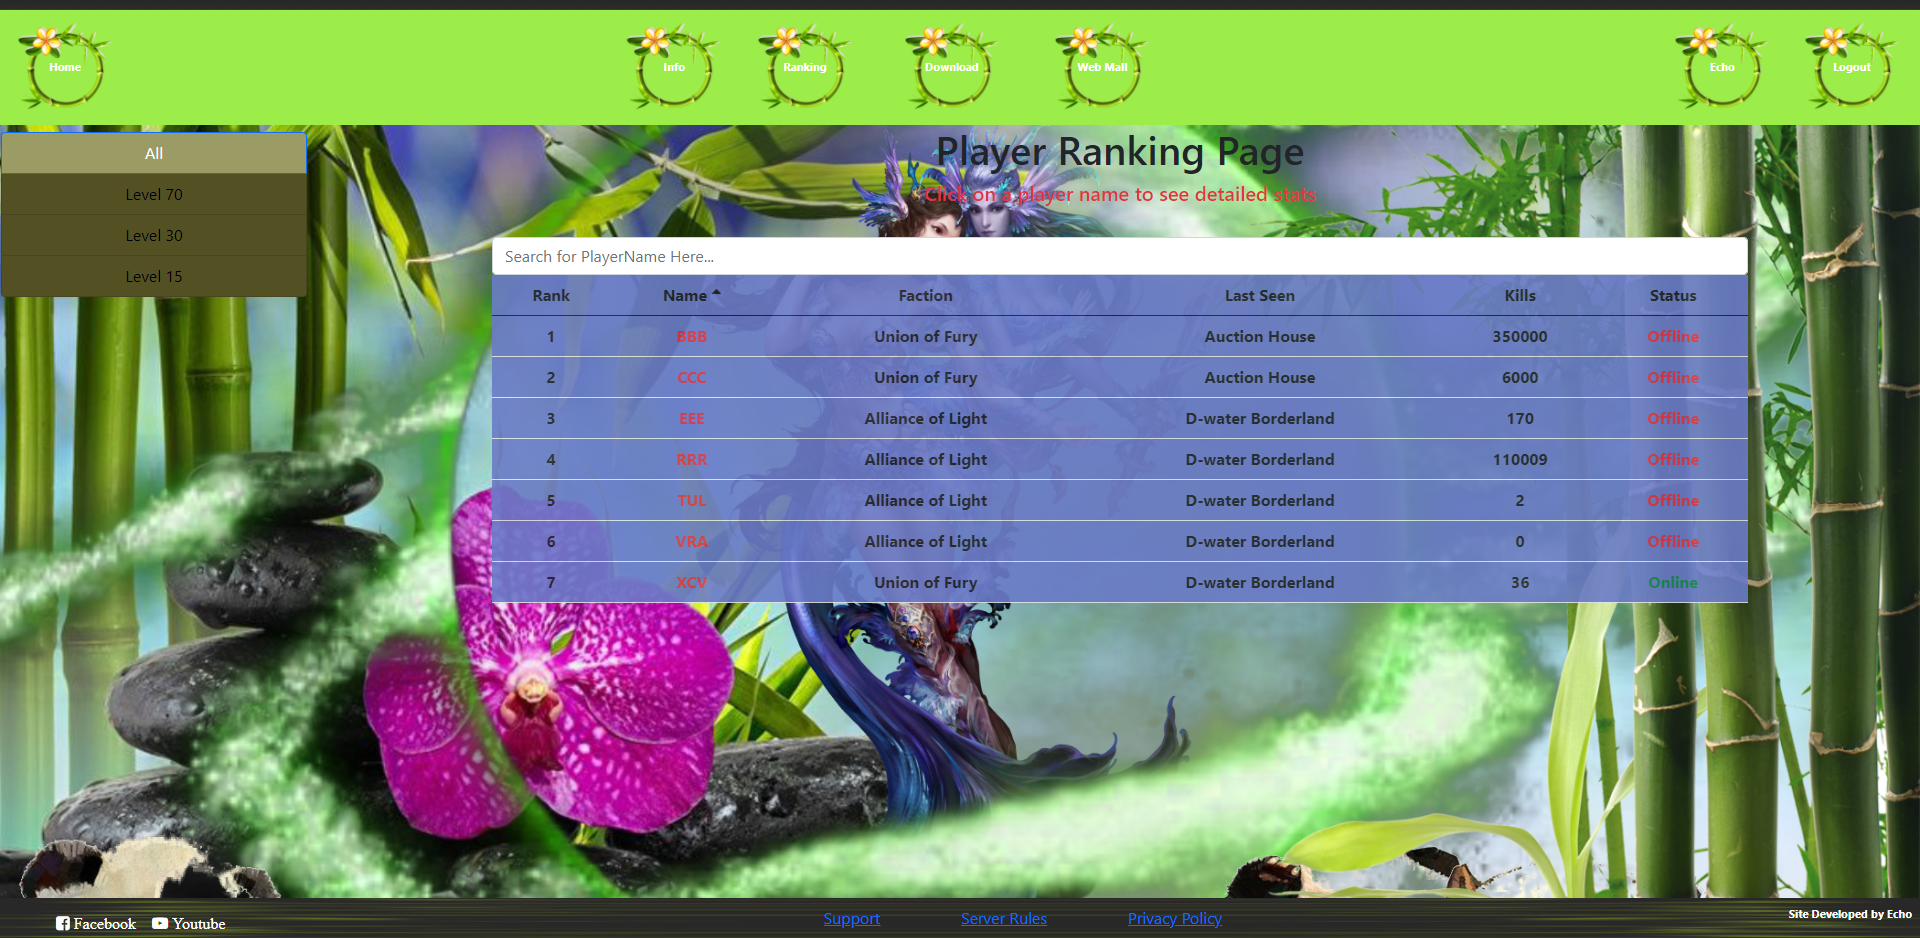 Home Info Ranking Download Web Mall Echo Logout
All
Level 70
Level 30
Level 15
Player Ranking Page
Click on a player name to see detailed stats
Search for PlayerName Here...
Rank Name Faction Last Seen Kills Status
1 BBB Union of Fury Auction House 350000 Offline
2 CCC Union of Fury Auction House 6000 Offline
3 EEE Alliance of Light D-water Borderland 170 Offline
4 RRR Alliance of Light D-water Borderland 110009 Offline
5 TUL Alliance of Light D-water Borderland 2 Offline
6 VRA Alliance of Light D-water Borderland 0 Offline
7 XCV Union of Fury D-water Borderland 36 Online
Facebook Youtube Support Server Rules Privacy Policy Site Developed by Echo